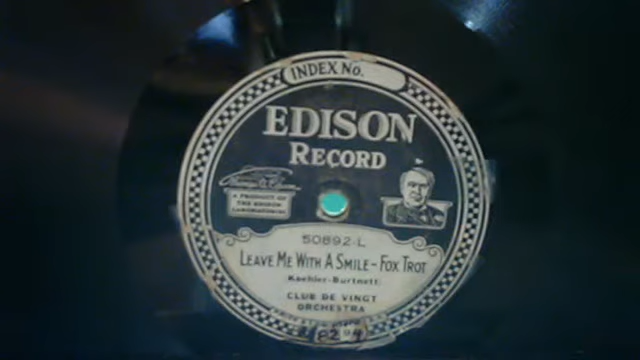 INDEX No.
EDISON
RECORD
A PRODUCT OF
THE EDISON
LABORATORIES
50892-L
LEAVE ME WITH A SMILE - FOX TROT
Koehler-Burtnett
CLUB DE VINGT
ORCHESTRA